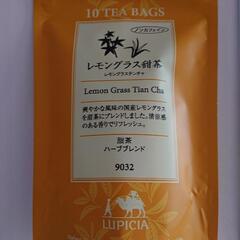 10 TEA BAGS
ノンカフェイン
レモングラス甜茶
レモングラステンチャ
Lemon Grass Tian Cha
爽やかな風味の国産レモングラス
を甜茶にブレンドしました。清涼感
のある香りでリフレッシュ。
甜茶
ハーブブレンド
9032
LUPICIA